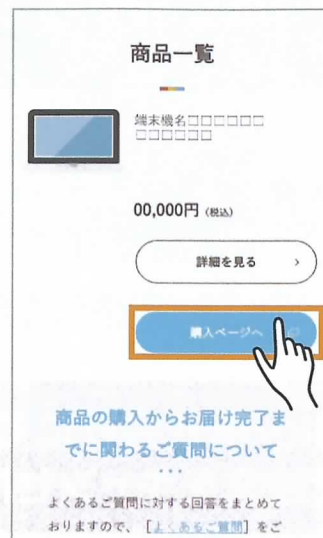 商品一覧
端末機名□□□□□□
□□□□□□
00,000円 (税込)
詳細を見る
購入ページへ
商品の購入からお届け完了ま
でに関わるご質問について
よくあるご質問に対する回答をまとめて
おりますので、［よくあるご質問］をご